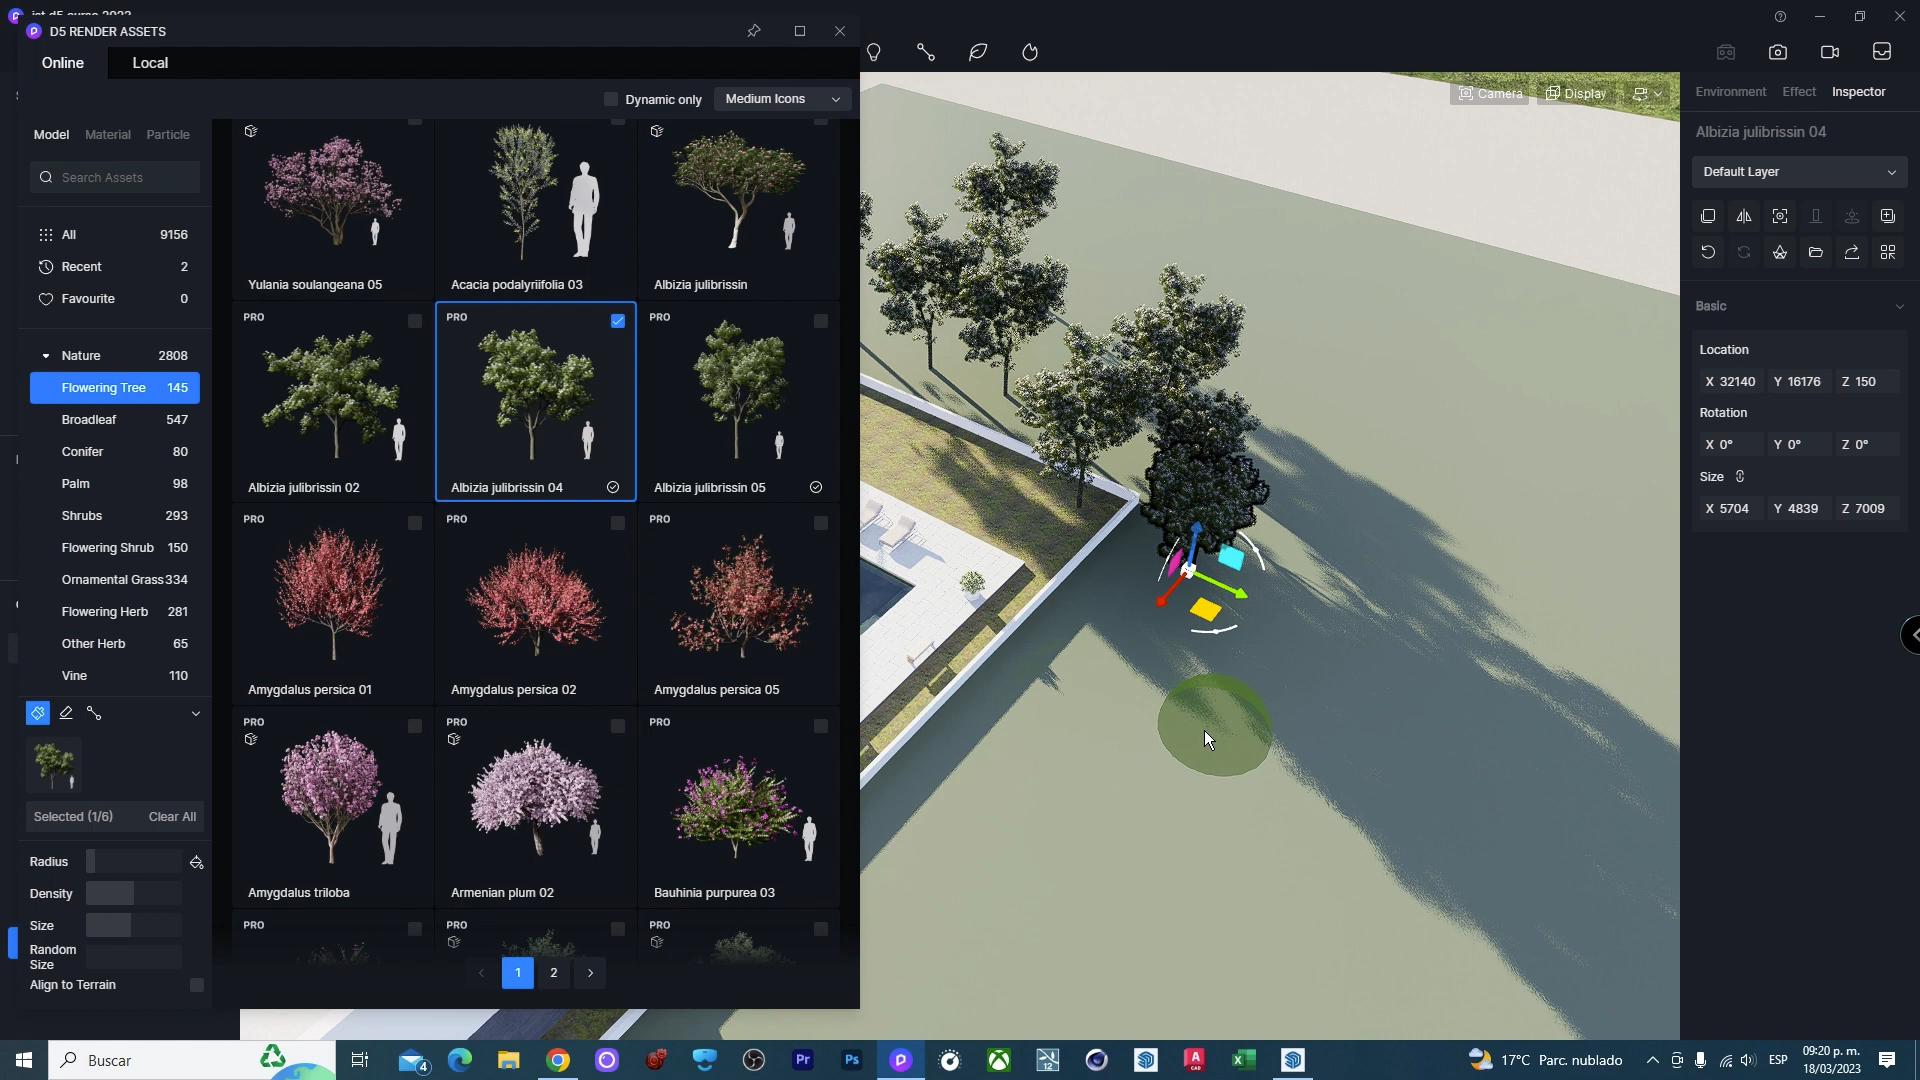 D5 RENDER ASSETS
Online
Local
Dynamic only
Medium Icons
Model
Material
Particle
Search Assets
All 9156
Recent 2
Favourite 0
Nature 2808
Flowering Tree 145
Broadleaf 547
Conifer 80
Palm 98
Shrubs 293
Flowering Shrub 150
Ornamental Grass 334
Flowering Herb 281
Other Herb 65
Vine 110
Selected (1/6)
Clear All
Radius
Density
Size
Random
Size
Align to Terrain
Yulania soulangeana 05
Acacia podalyriifolia 03
Albizia julibrissin
PRO
PRO
PRO
Albizia julibrissin 02
Albizia julibrissin 04
Albizia julibrissin 05
PRO
PRO
PRO
Amygdalus persica 01
Amygdalus persica 02
Amygdalus persica 05
PRO
PRO
PRO
Amygdalus triloba
Armenian plum 02
Bauhinia purpurea 03
PRO
PRO
PRO
1
2
Camera
Display
Environment
Effect
Inspector
Albizia julibrissin 04
Default Layer
Basic
Location
X 32140 Y 16176 Z 150
Rotation
X 0° Y 0° Z 0°
Size
X 5704 Y 4839 Z 7009
Buscar
4
Pr
Ps
12
A
CAD
17°C Parc. nublado
ESP
09:20 p. m.
18/03/2023